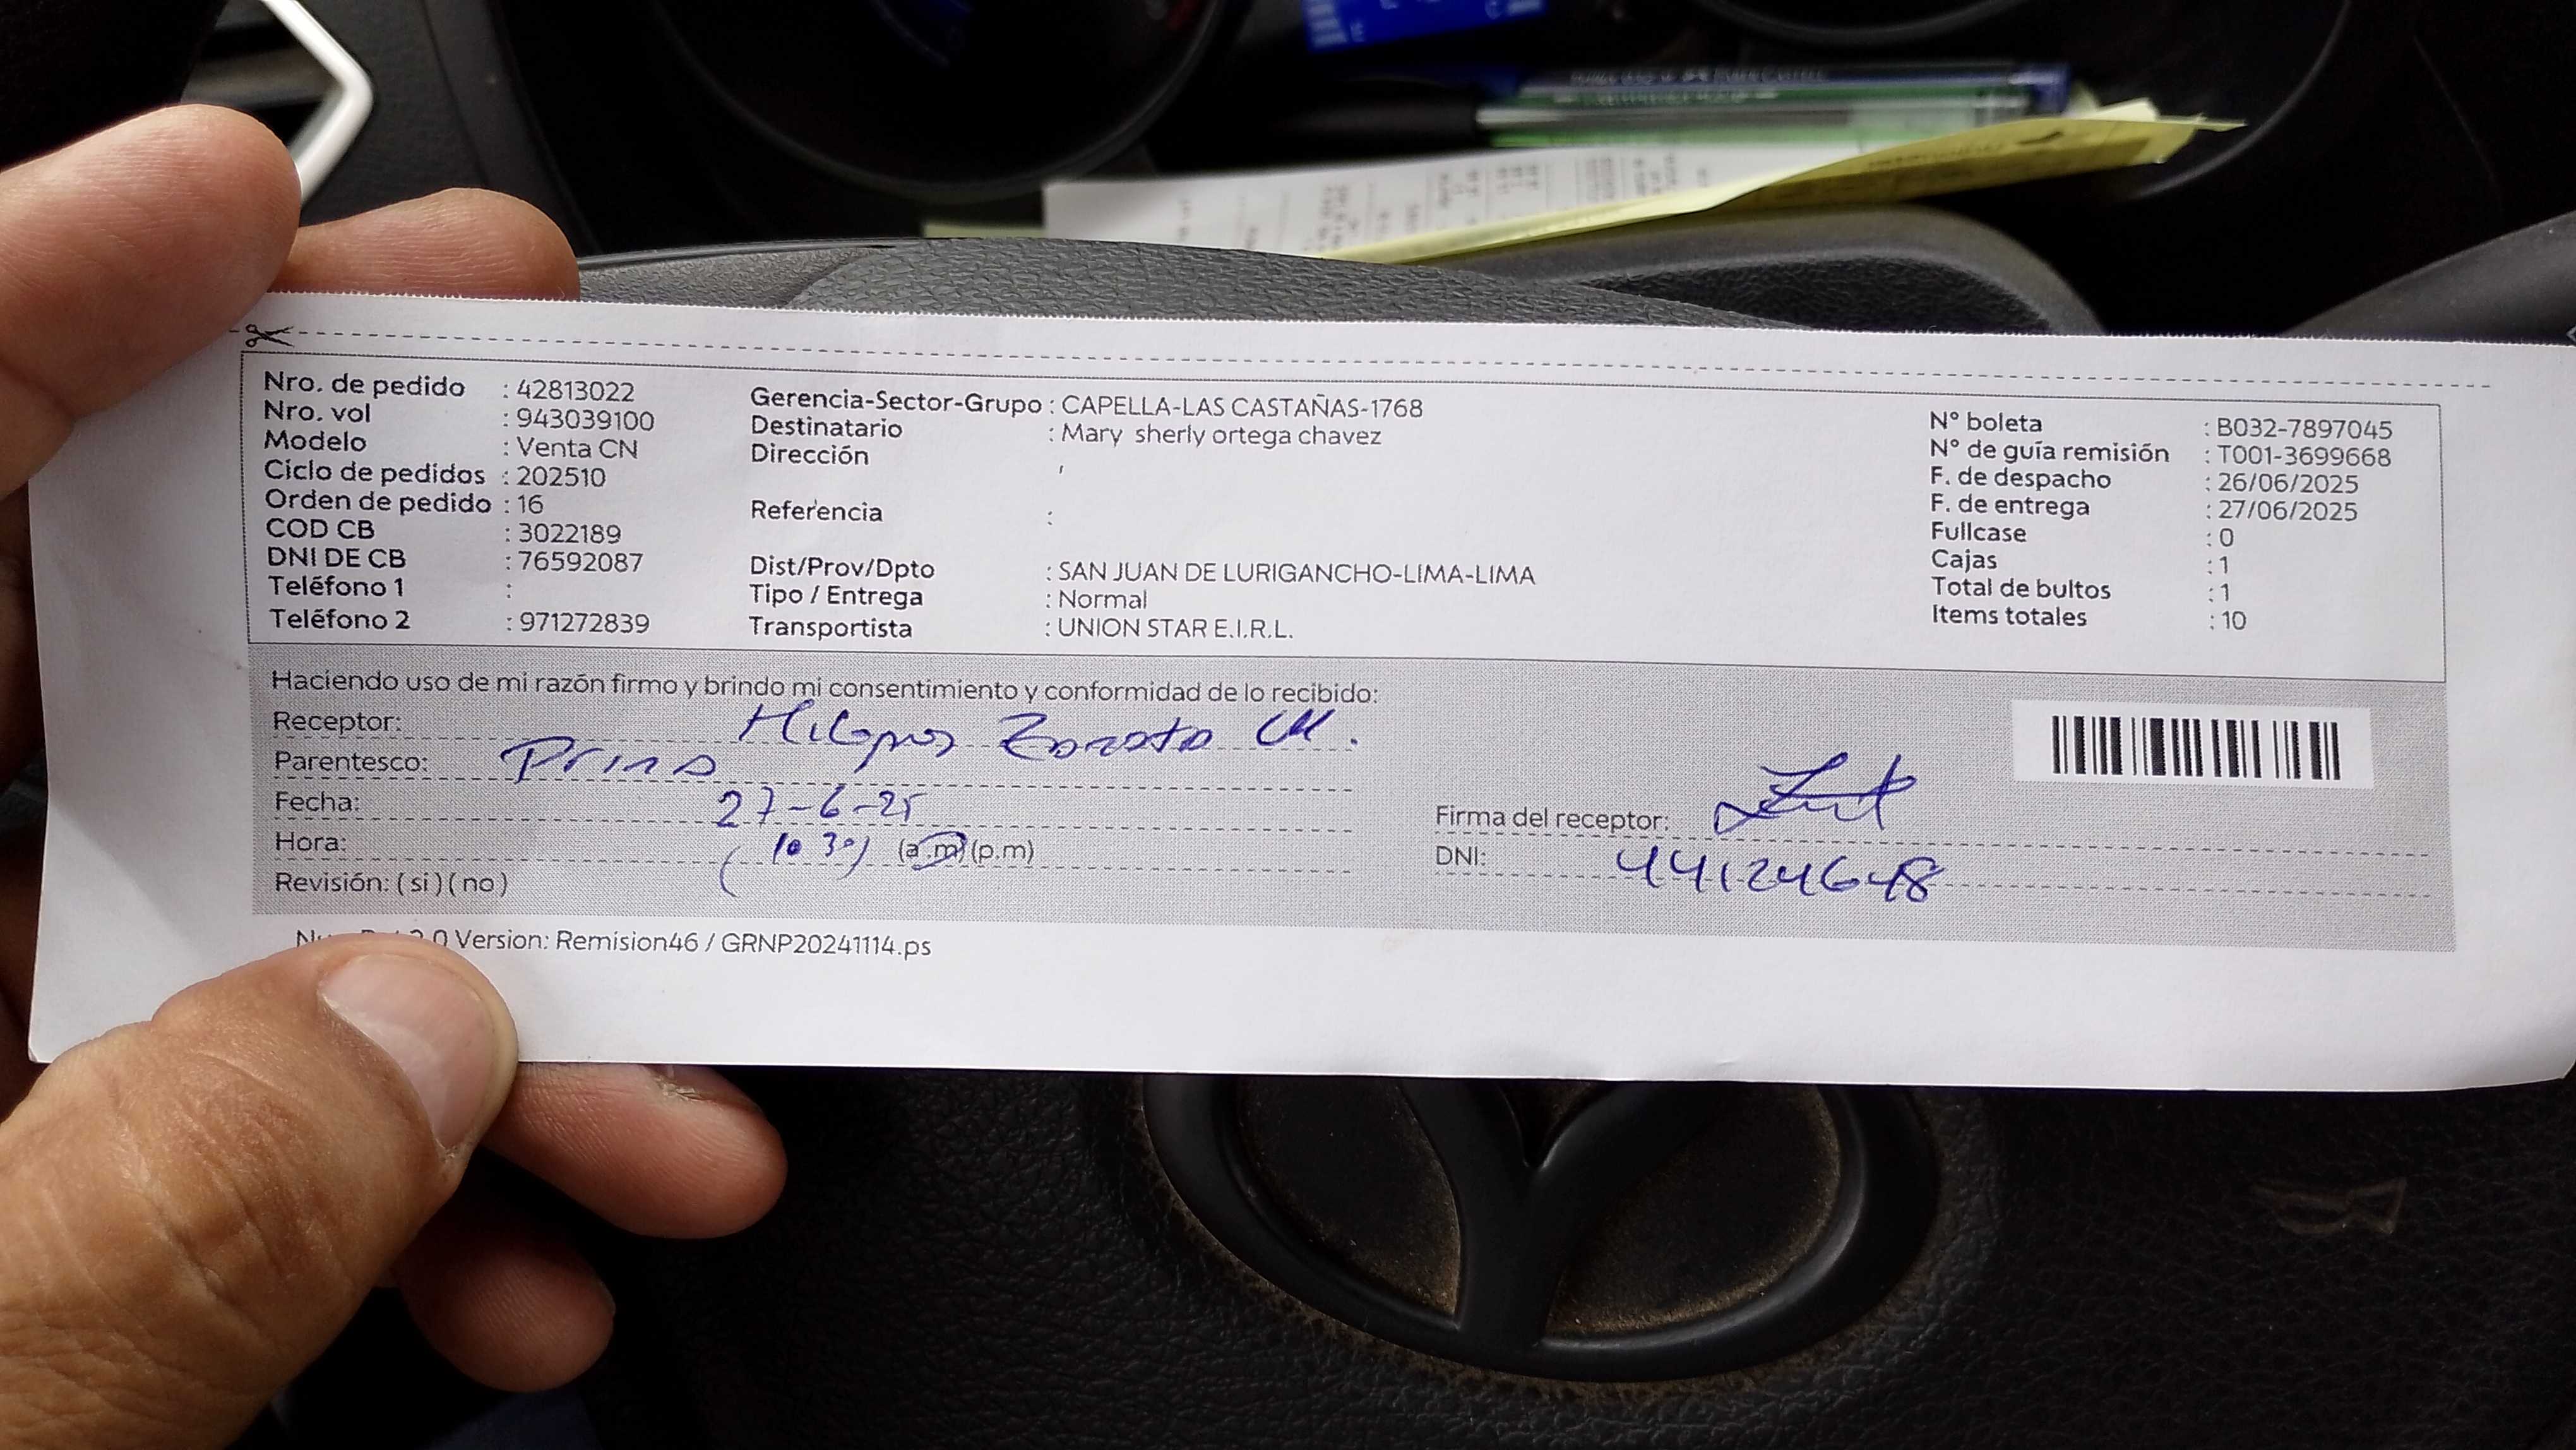 Nro. de pedido : 42813022
Nro. vol : 943039100
Modelo : Venta CN
Ciclo de pedidos : 202510
Orden de pedido : 16
COD CB : 3022189
DNI DE CB : 76592087
Teléfono 1 :
Teléfono 2 : 971272839
Gerencia-Sector-Grupo : CAPELLA-LAS CASTAÑAS-1768
Destinatario : Mary sherly ortega chavez
Dirección ,
Referencia :
Dist/Prov/Dpto : SAN JUAN DE LURIGANCHO-LIMA-LIMA
Tipo / Entrega : Normal
Transportista : UNION STAR E.I.R.L.
N° boleta : B032-7897045
N° de guía remisión : T001-3699668
F. de despacho : 26/06/2025
F. de entrega : 27/06/2025
Fullcase : 0
Cajas : 1
Total de bultos : 1
Items totales : 10
Haciendo uso de mi razón firmo y brindo mi consentimiento y conformidad de lo recibido:
Receptor: Milagros Zarate M.
Parentesco: Prima
Fecha: 27-6-25
Hora: (10 30) (a.m)(p.m)
Revisión: (si)(no)
Firma del receptor:
DNI: 44124648
Version: Remision46 / GRNP20241114.ps